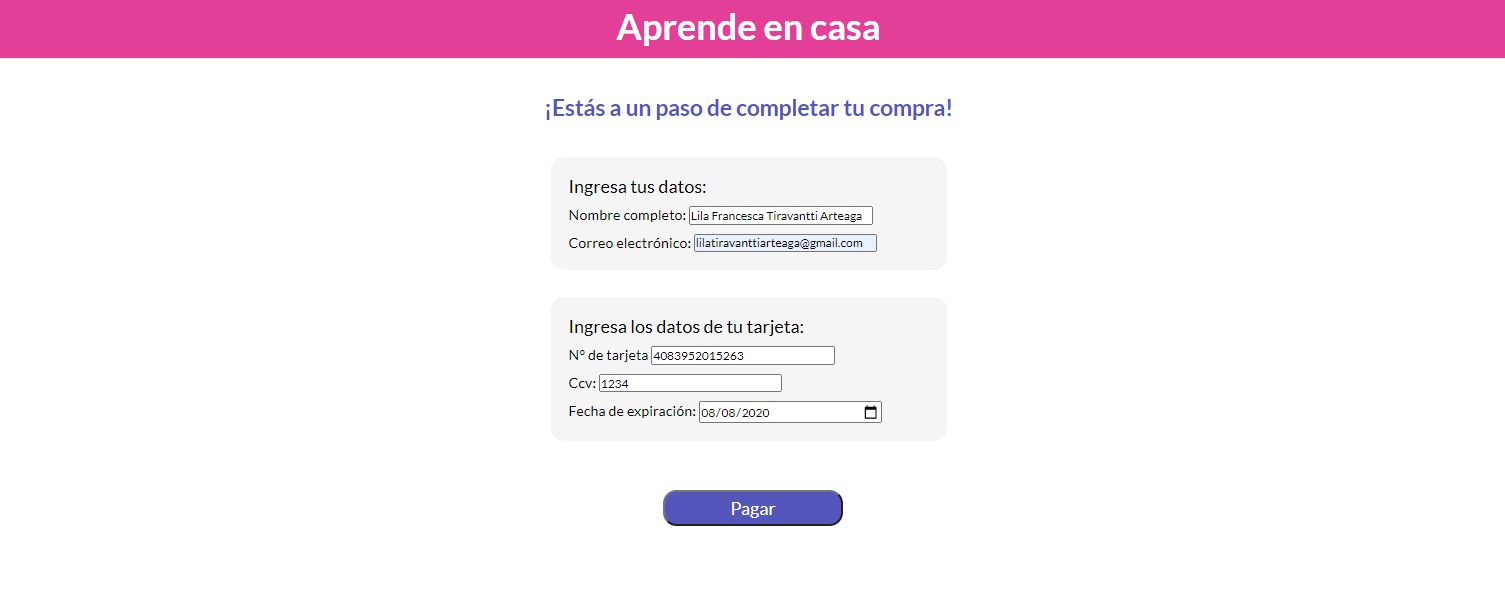 Aprende en casa
¡Estás a un paso de completar tu compra!
Ingresa tus datos:
Nombre completo: Lila Francesca Tiravantti Arteaga
Correo electrónico: lilatiravanttiarteaga@gmail.com
Ingresa los datos de tu tarjeta:
N° de tarjeta 4083952015263
Ccv: 1234
Fecha de expiración: 08/08/2020
Pagar